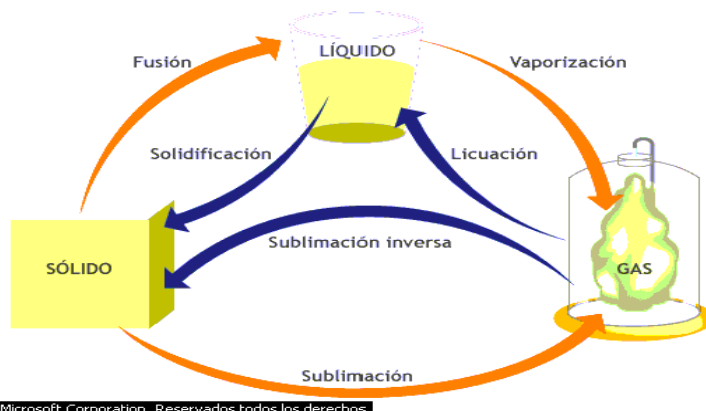 LÍQUIDO
Fusión
Vaporización
Solidificación
Licuación
Sublimación inversa
SÓLIDO
GAS
Sublimación
Microsoft Corporation. Reservados todos los derechos.